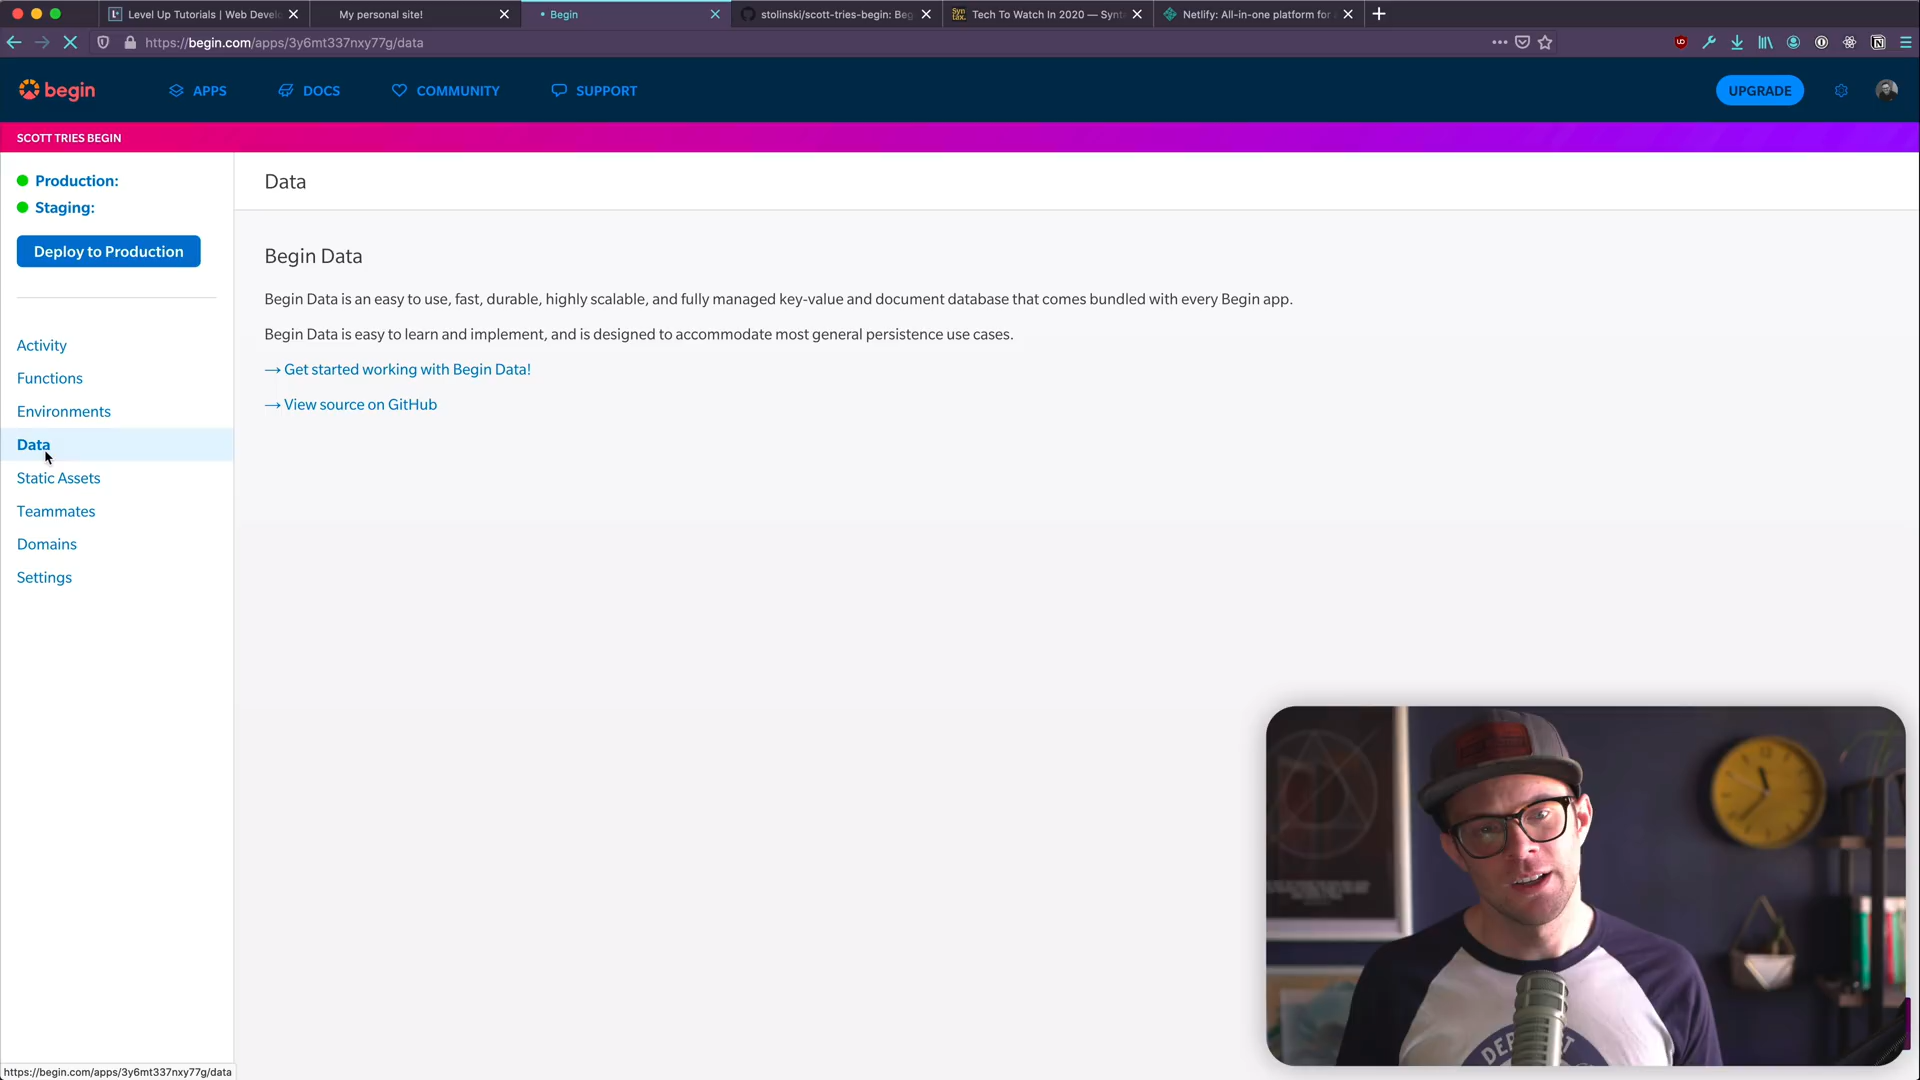 Level Up Tutorials | Web Develo
My personal site!
Begin
stolinski/scott-tries-begin: Beg
Tech To Watch In 2020 — Synta
Netlify: All-in-one platform for a
https://begin.com/apps/3y6mt337nxy77g/data
begin
APPS
DOCS
COMMUNITY
SUPPORT
UPGRADE
SCOTT TRIES BEGIN
Production:
Staging:
Deploy to Production
Activity
Functions
Environments
Data
Static Assets
Teammates
Domains
Settings
Data
Begin Data
Begin Data is an easy to use, fast, durable, highly scalable, and fully managed key-value and document database that comes bundled with every Begin app.
Begin Data is easy to learn and implement, and is designed to accommodate most general persistence use cases.
→ Get started working with Begin Data!
→ View source on GitHub
https://begin.com/apps/3y6mt337nxy77g/data